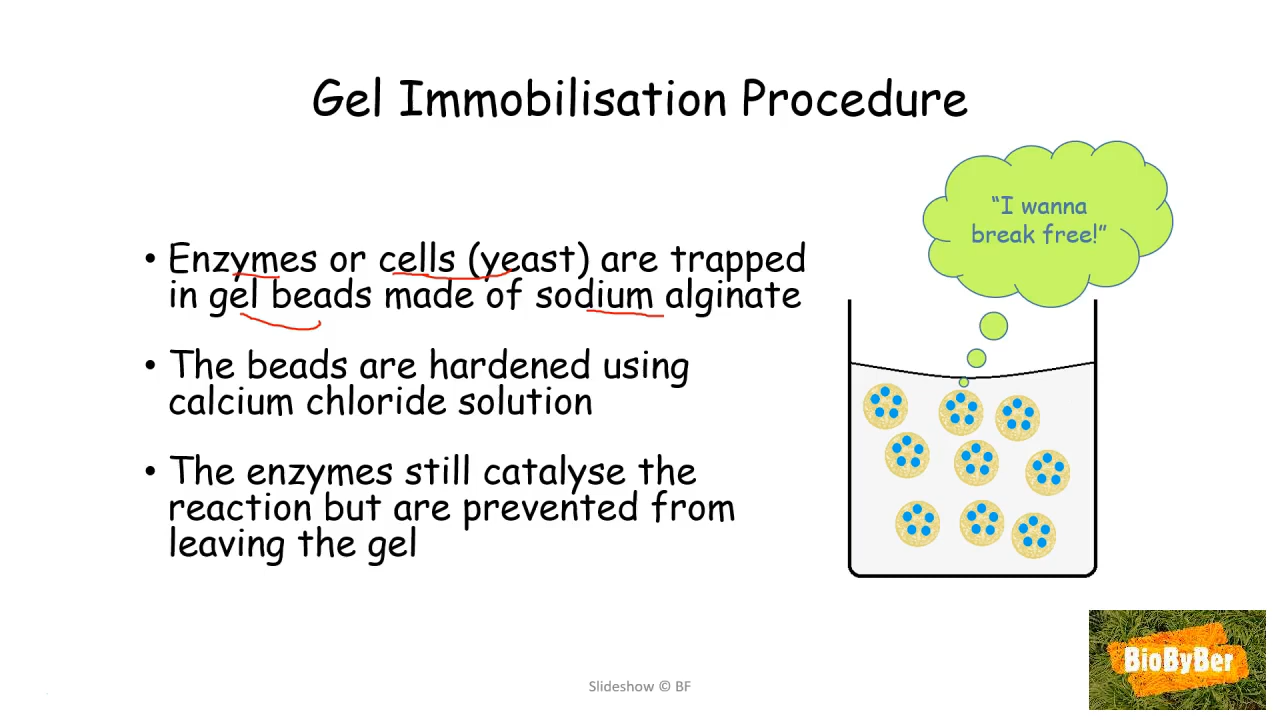 Gel Immobilisation Procedure
“I wanna
break free!”
• Enzymes or cells (yeast) are trapped
in gel beads made of sodium alginate
• The beads are hardened using
calcium chloride solution
• The enzymes still catalyse the
reaction but are prevented from
leaving the gel
BioByBer
Slideshow © BF